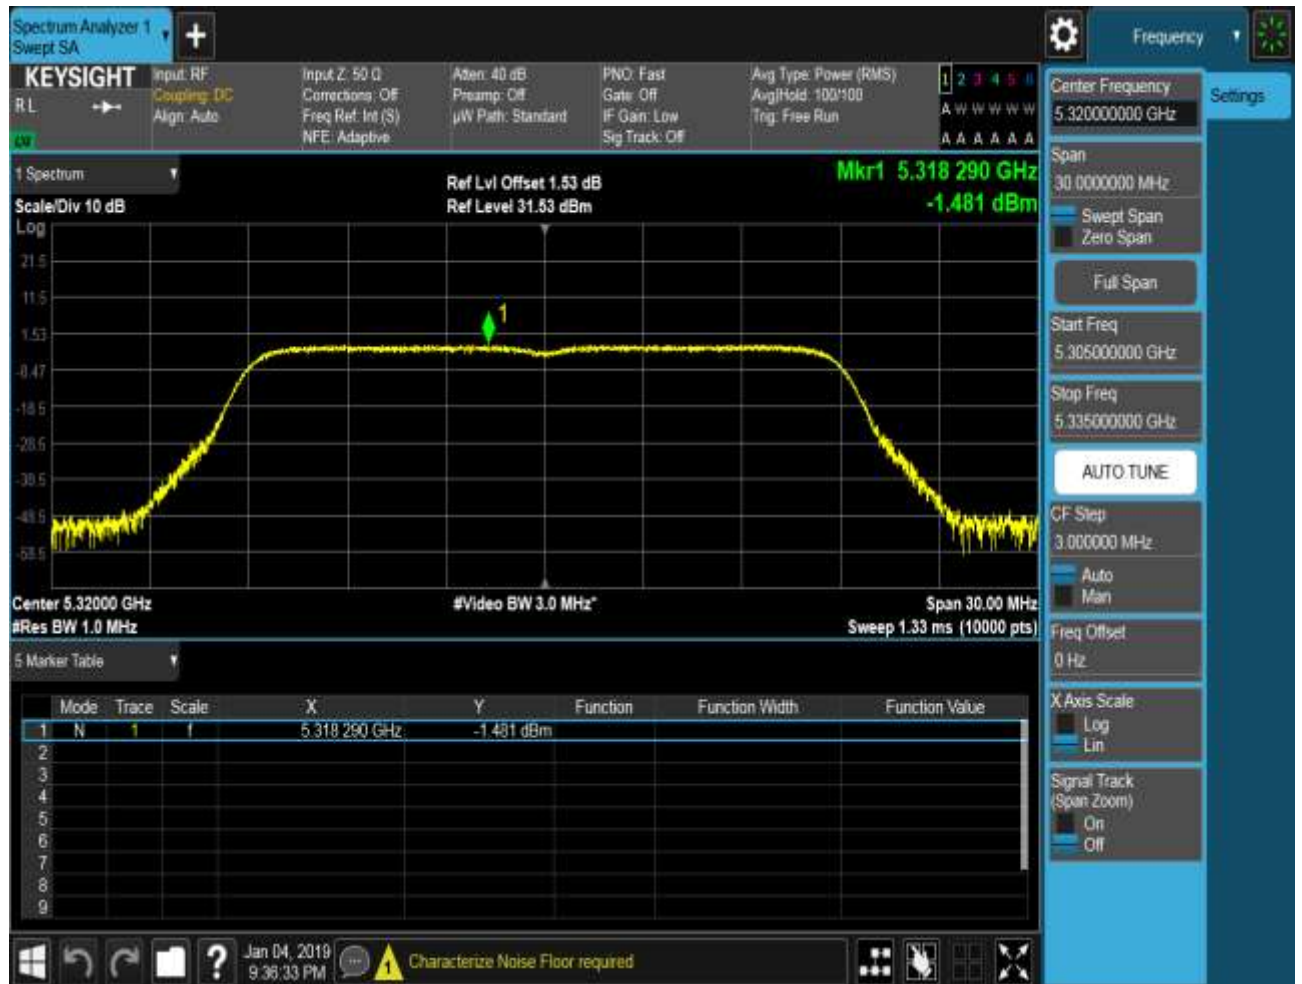 Spectrum Analyzer 1
Swept SA
Frequency
KEYSIGHT
Input: RF
Coupling: DC
Align: Auto
Input Z: 50 Ω
Corrections: Off
Freq Ref: Int (S)
NFE: Adaptive
Atten: 40 dB
Preamp: Off
µW Path: Standard
PNO: Fast
Gate: Off
IF Gain: Low
Sig Track: Off
Avg Type: Power (RMS)
Avg|Hold: 100/100
Trig: Free Run
1 2 3 4 5 6
A W W W W W
A A A A A A
R L
1 Spectrum
Ref Lvl Offset 1.53 dB
Mkr1 5.318 290 GHz
Scale/Div 10 dB
Ref Level 31.53 dBm
-1.481 dBm
Log
21.5
11.5
1.53
-8.47
-18.5
-28.5
-38.5
-48.5
-58.5
1
Center 5.32000 GHz
#Video BW 3.0 MHz*
Span 30.00 MHz
#Res BW 1.0 MHz
Sweep 1.33 ms (10000 pts)
5 Marker Table
Mode Trace Scale X Y Function Function Width Function Value
1 N 1 f 5.318 290 GHz -1.481 dBm
2
3
4
5
6
7
8
9
Jan 04, 2019
9:36:33 PM
Characterize Noise Floor required
Center Frequency
5.320000000 GHz
Settings
Span
30.0000000 MHz
Swept Span
Zero Span
Full Span
Start Freq
5.305000000 GHz
Stop Freq
5.335000000 GHz
AUTO TUNE
CF Step
3.000000 MHz
Auto
Man
Freq Offset
0 Hz
X Axis Scale
Log
Lin
Signal Track
(Span Zoom)
On
Off